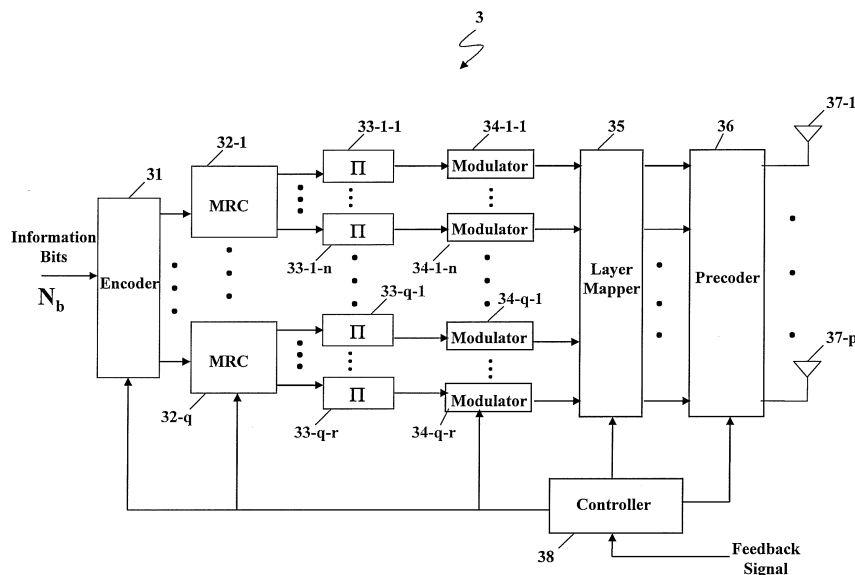 3
37-1
33-1-1
34-1-1
35
36
32-1
31
Π
Modulator
MRC
Information
Bits
N_b
Encoder
Π
Modulator
33-1-n
34-1-n
Layer
Mapper
Precoder
33-q-1
34-q-1
37-p
Π
Modulator
MRC
Π
Modulator
32-q
33-q-r
34-q-r
Controller
38
Feedback
Signal